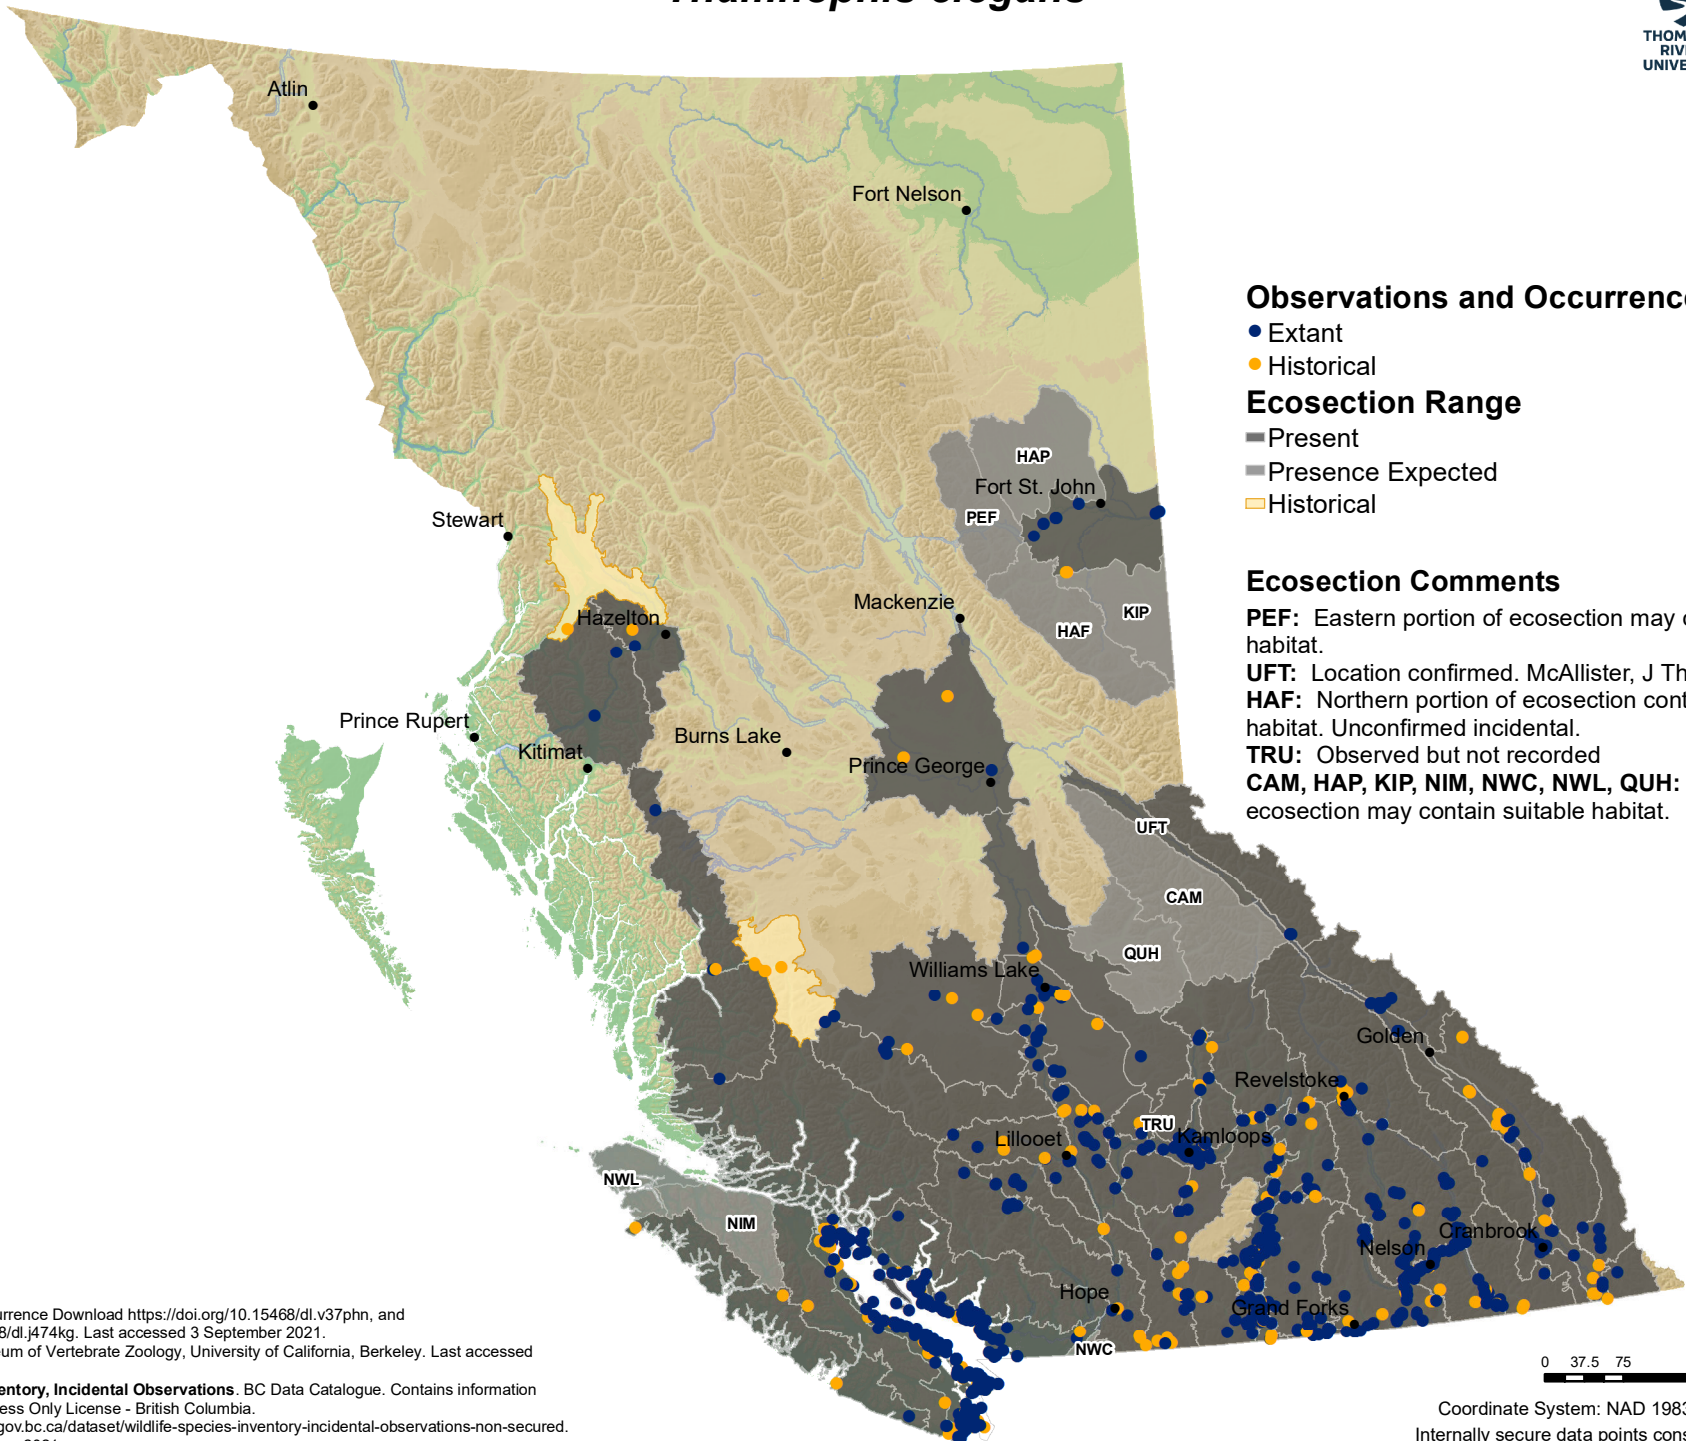 Thamnophis elegans
THOM
RIV
UNIVE
Atlin
Fort Nelson
Observations and Occurrenc
Extant
Historical
Ecosection Range
Present
Presence Expected
Historical
HAP
Fort St. John
PEF
Stewart
Mackenzie
Hazelton
KIP
HAF
Ecosection Comments
PEF: Eastern portion of ecosection may
habitat.
UFT: Location confirmed. McAllister, J Th
HAF: Northern portion of ecosection cont
habitat. Unconfirmed incidental.
TRU: Observed but not recorded
CAM, HAP, KIP, NIM, NWC, NWL, QUH:
ecosection may contain suitable habitat.
Prince Rupert
Burns Lake
Kitimat
Prince George
UFT
CAM
QUH
Williams Lake
Golden
Revelstoke
TRU
Kamloops
Lillooet
NWL
NIM
Cranbrook
Nelson
Hope
Grand Forks
NWC
urrence Download https://doi.org/10.15468/dl.v37phn, and
8/dl.j474kg. Last accessed 3 September 2021.
eum of Vertebrate Zoology, University of California, Berkeley. Last accessed
entory, Incidental Observations. BC Data Catalogue. Contains information
ess Only License - British Columbia.
gov.bc.ca/dataset/wildlife-species-inventory-incidental-observations-non-secured.
0 37.5 75
Coordinate System: NAD 1983
Internally secure data points cons